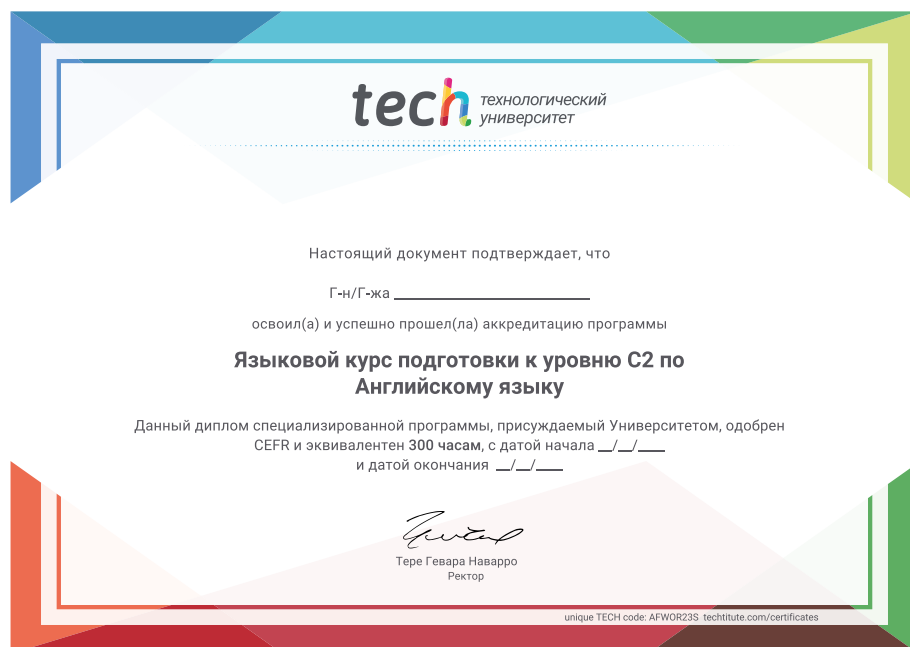 tech технологический
университет
Настоящий документ подтверждает, что
Г-н/Г-жа ________________
освоил(а) и успешно прошел(ла) аккредитацию программы
Языковой курс подготовки к уровню C2 по
Английскому языку
Данный диплом специализированной программы, присуждаемый Университетом, одобрен
CEFR и эквивалентен 300 часам, с датой начала __/__/____
и датой окончания __/__/____
Тере Гевара Наварро
Ректор
unique TECH code: AFWOR23S techtitute.com/certificates